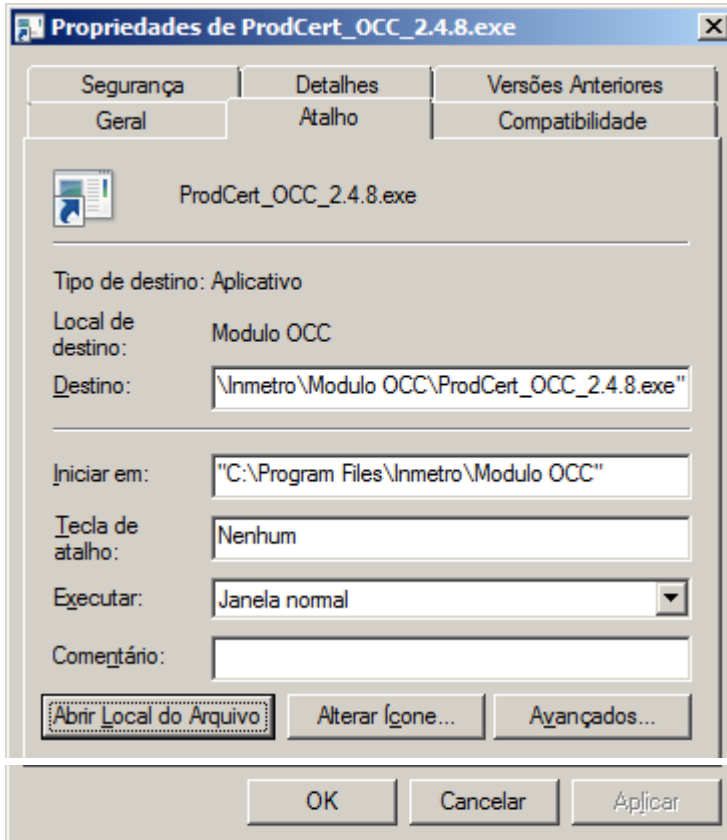 Propriedades de ProdCert_OCC_2.4.8.exe
Segurança Detalhes Versões Anteriores
Geral Atalho Compatibilidade
ProdCert_OCC_2.4.8.exe
Tipo de destino: Aplicativo
Local de
destino: Modulo OCC
Destino: \Inmetro\Modulo OCC\ProdCert_OCC_2.4.8.exe"
Iniciar em: "C:\Program Files\Inmetro\Modulo OCC"
Tecla de
atalho: Nenhum
Executar: Janela normal
Comentário:
Abrir Local do Arquivo Alterar Ícone... Avançados...
OK Cancelar Aplicar